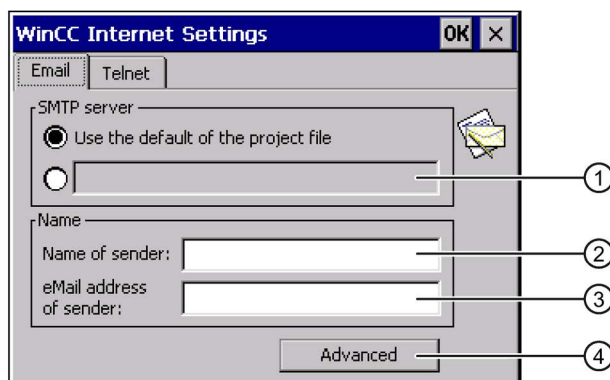 WinCC Internet Settings OK ×
Email Telnet
SMTP server
Use the default of the project file
1
Name
Name of sender: 2
eMail address
of sender: 3
Advanced 4